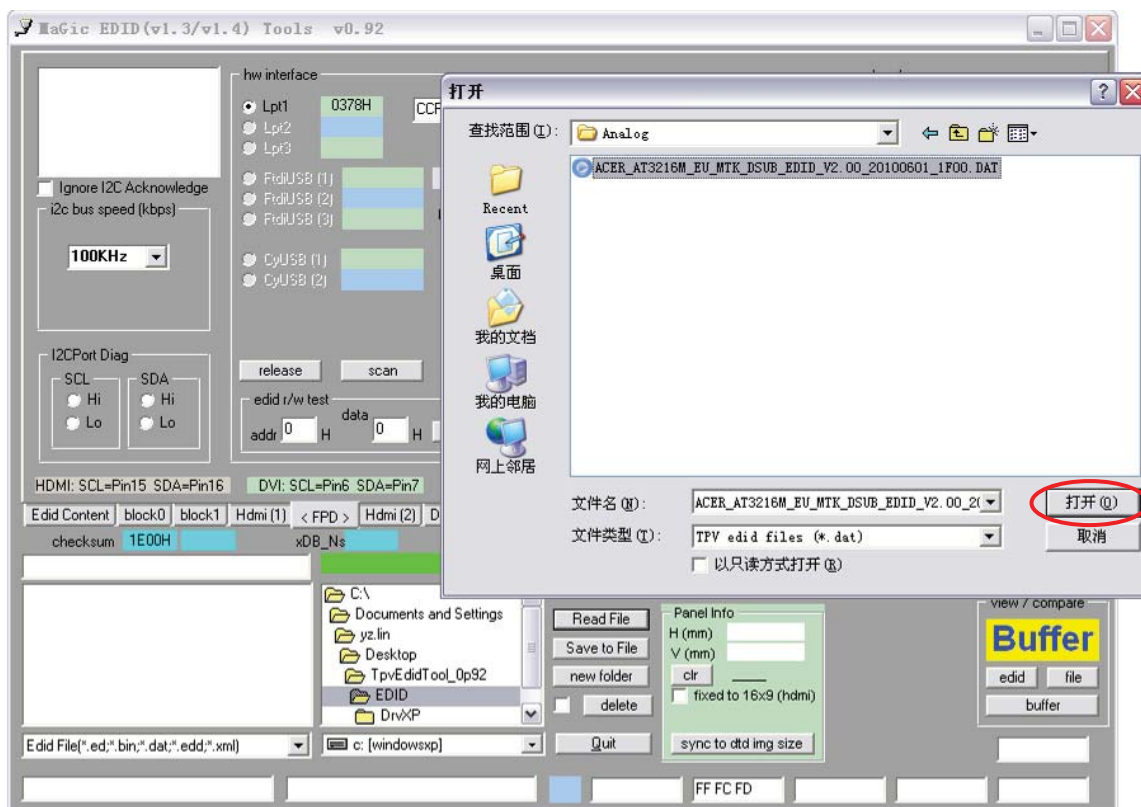 MaGic EDID(v1.3/v1.4) Tools v0.92
hw interface
Lpt1 0378H
Lpt2
Lpt3
FtdiUSB (1)
FtdiUSB (2)
FtdiUSB (3)
CyUSB (1)
CyUSB (2)
Ignore I2C Acknowledge
i2c bus speed (kbps)
100KHz
I2CPort Diag
SCL SDA
Hi Hi
Lo Lo
release scan
edid r/w test
addr 0 H data 0 H
HDMI: SCL=Pin15 SDA=Pin16 DVI: SCL=Pin6 SDA=Pin7
Edid Content block0 block1 Hdmi (1) < FPD > Hdmi (2) D
checksum 1E00H xDB_Ns
打开
查找范围(I): Analog
ACER_AT3216M_EU_MTK_DSUB_EDID_V2.00_20100601_1F00.DAT
Recent
桌面
我的文档
我的电脑
网上邻居
文件名(N): ACER_AT3216M_EU_MTK_DSUB_EDID_V2.00_2( 打开(O)
文件类型(T): TPV edid files (*.dat) 取消
以只读方式打开(R)
C:\
Documents and Settings
yz.lin
Desktop
TpvEdidTool_0p92
EDID
DrvXP
Edid File(*.ed;*.bin;*.dat;*.edd;*.xml) c: [windowsxp]
Read File
Save to File
new folder
delete
Quit
Panel Info
H (mm)
V (mm)
clr
fixed to 16x9 (hdmi)
sync to dtd img size
view / compare
Buffer
edid file
buffer
FF FC FD